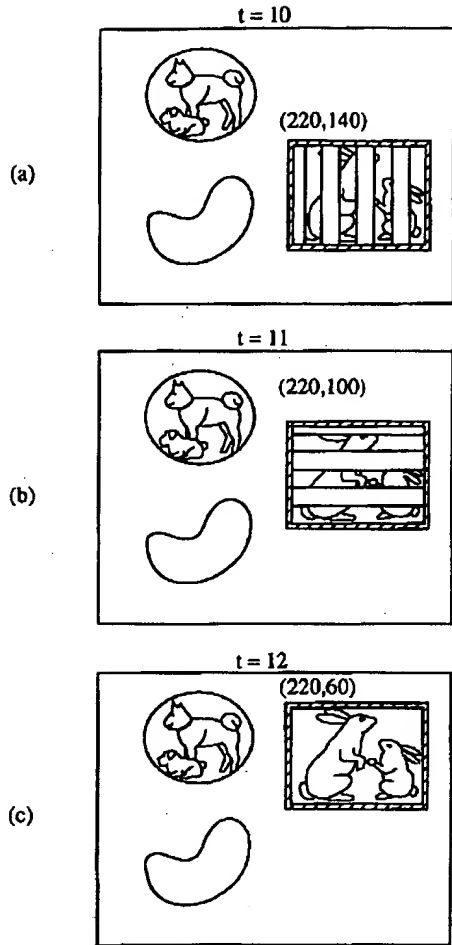 t = 10
(220,140)
(a)
t = 11
(220,100)
(b)
t = 12
(220,60)
(c)